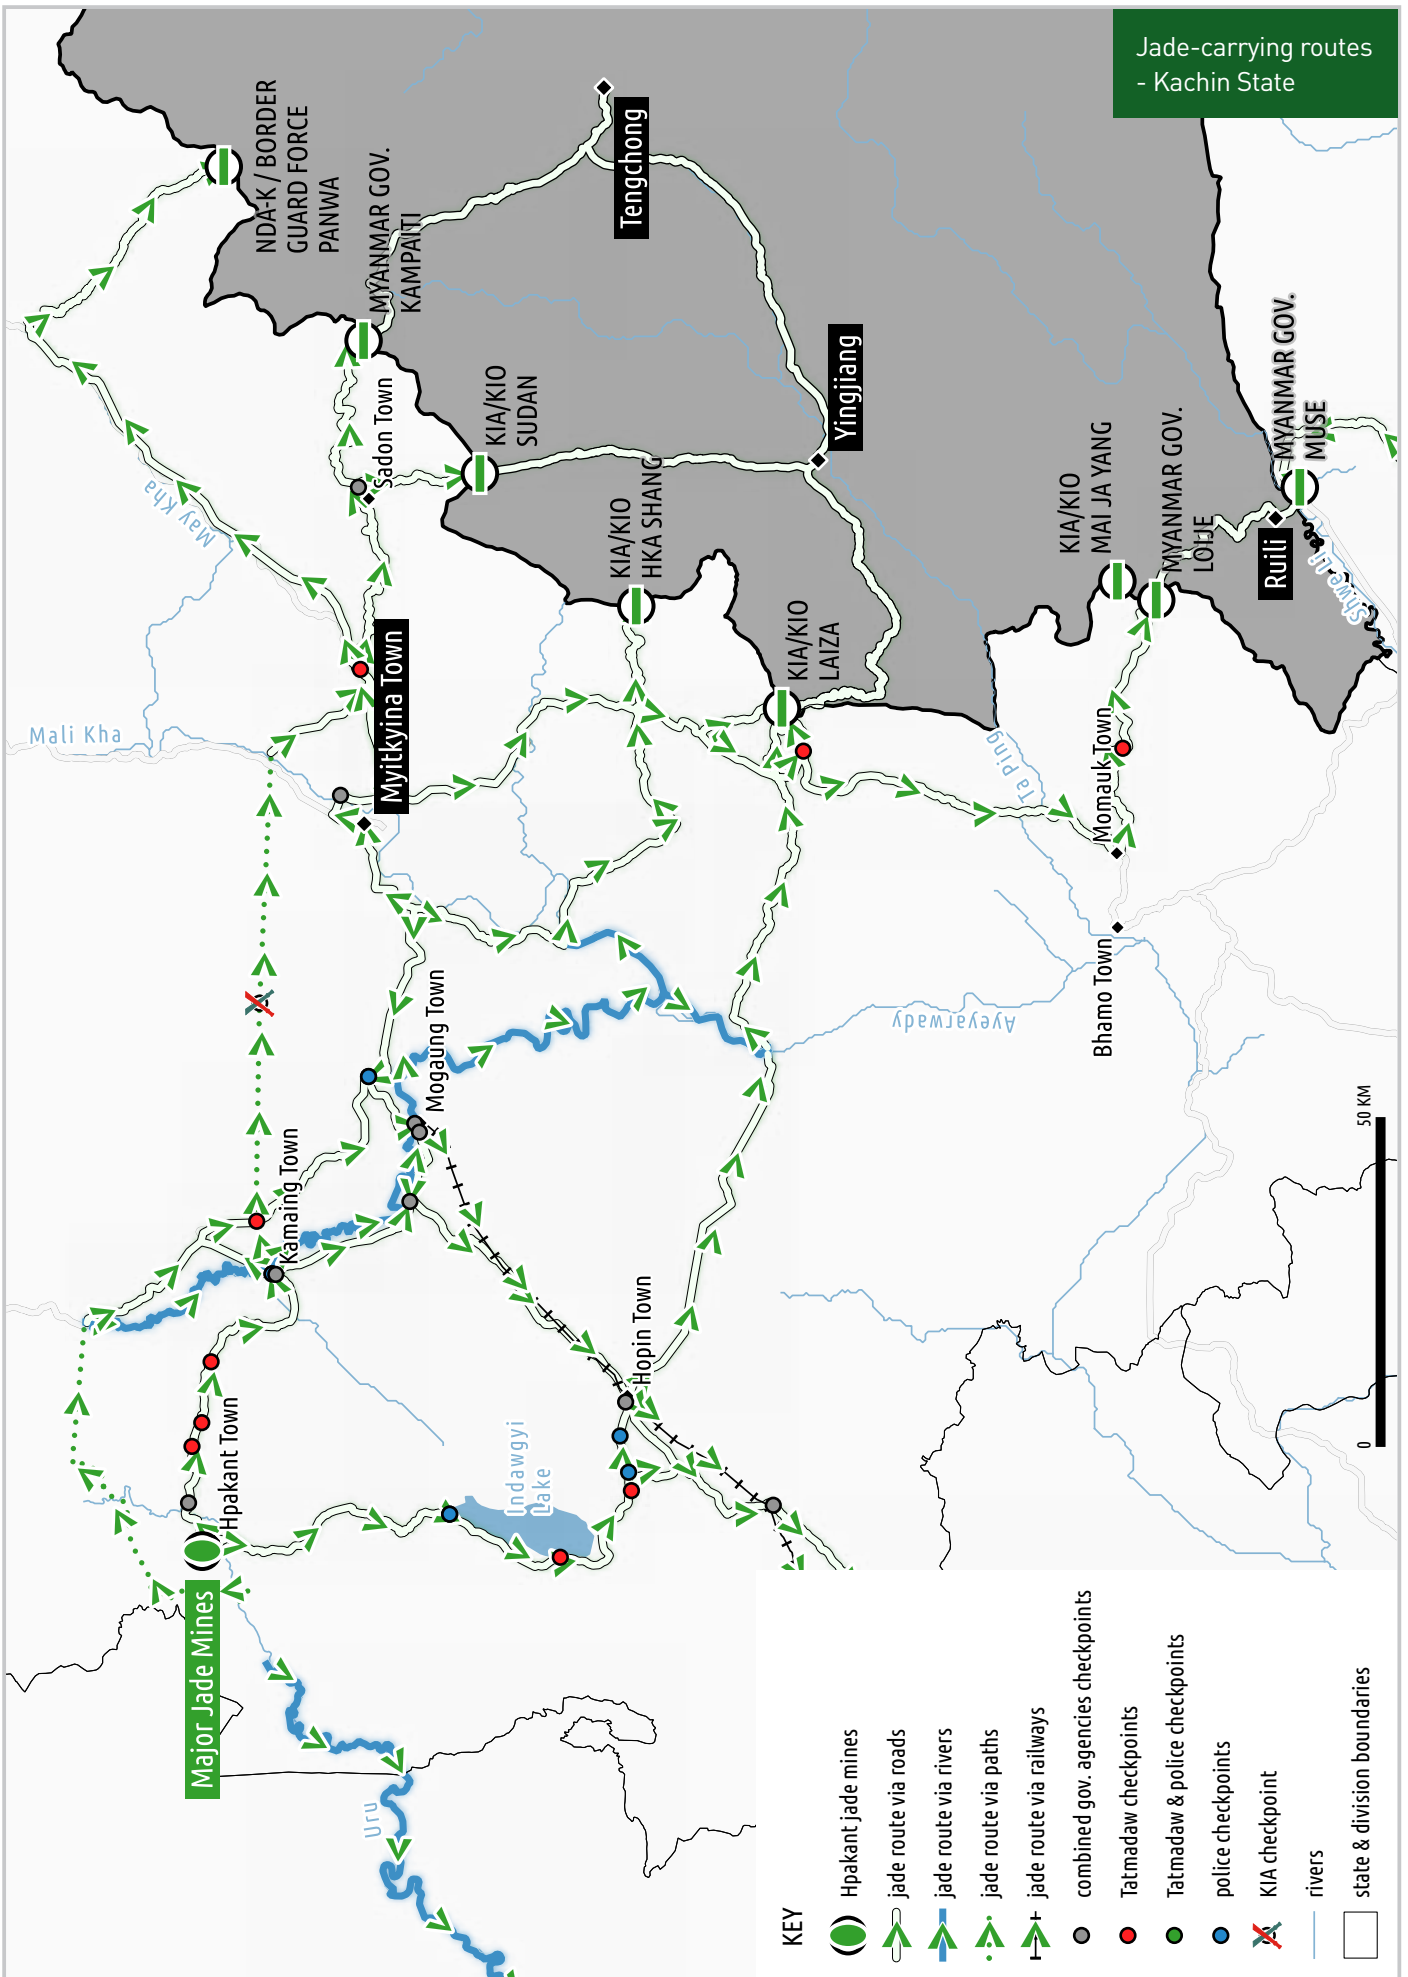 Jade-carrying routes
- Kachin State
NDA-K / BORDER
GUARD FORCE
PANWA
MYANMAR GOV.
KAMPAITI
Sadon Town
KIA/KIO
SUDAN
Tengchong
Yingjiang
KIA/KIO
HKA SHANG
KIA/KIO
LAIZA
KIA/KIO
MAI JA YANG
MYANMAR GOV.
LOIJE
MYANMAR GOV.
MUSE
Ruili
Shwe Li
May Kha
Mali Kha
Myitkyina Town
Ta Ping
Momauk Town
Bhamo Town
Ayeyarwady
Mogaung Town
Kamaing Town
Hopin Town
Hpakant Town
Indawgyi
Lake
Major Jade Mines
Uru
0
50 KM
KEY
Hpakant jade mines
jade route via roads
jade route via rivers
jade route via paths
jade route via railways
combined gov. agencies checkpoints
Tatmadaw checkpoints
Tatmadaw & police checkpoints
police checkpoints
KIA checkpoint
rivers
state & division boundaries